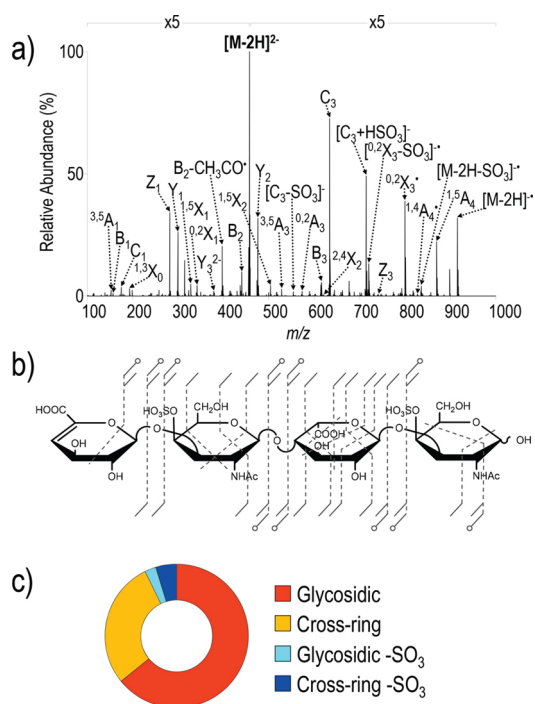 a)
x5
x5
Relative Abundance (%)
100
50
0
[M-2H]²⁻
C₃
[C₃+HSO₃]⁻
[⁰,²X₃-SO₃]⁻•
⁰,²X₃•
[M-2H-SO₃]⁻•
¹,⁴A₄•
¹,⁵A₄
[M-2H]⁻•
B₂-CH₃CO•
Y₂
[C₃-SO₃]⁻
Z₁
Y₁
¹,⁵X₁
⁰,²X₁
¹,⁵X₂
³,⁵A₃
⁰,²A₃
³,⁵A₁
B₁
C₁
¹,³X₀
Y₃²⁻
B₂
B₃
²,⁴X₂
Z₃
100 200 300 400 500 600 700 800 900 1000
m/z
b)
HOOC
O
OH
OH
O
HO₃SO
CH₂OH
O
NHAc
O
O
COOH
OH
OH
O
HO₃SO
CH₂OH
O
OH
NHAc
c)
Glycosidic
Cross-ring
Glycosidic -SO₃
Cross-ring -SO₃